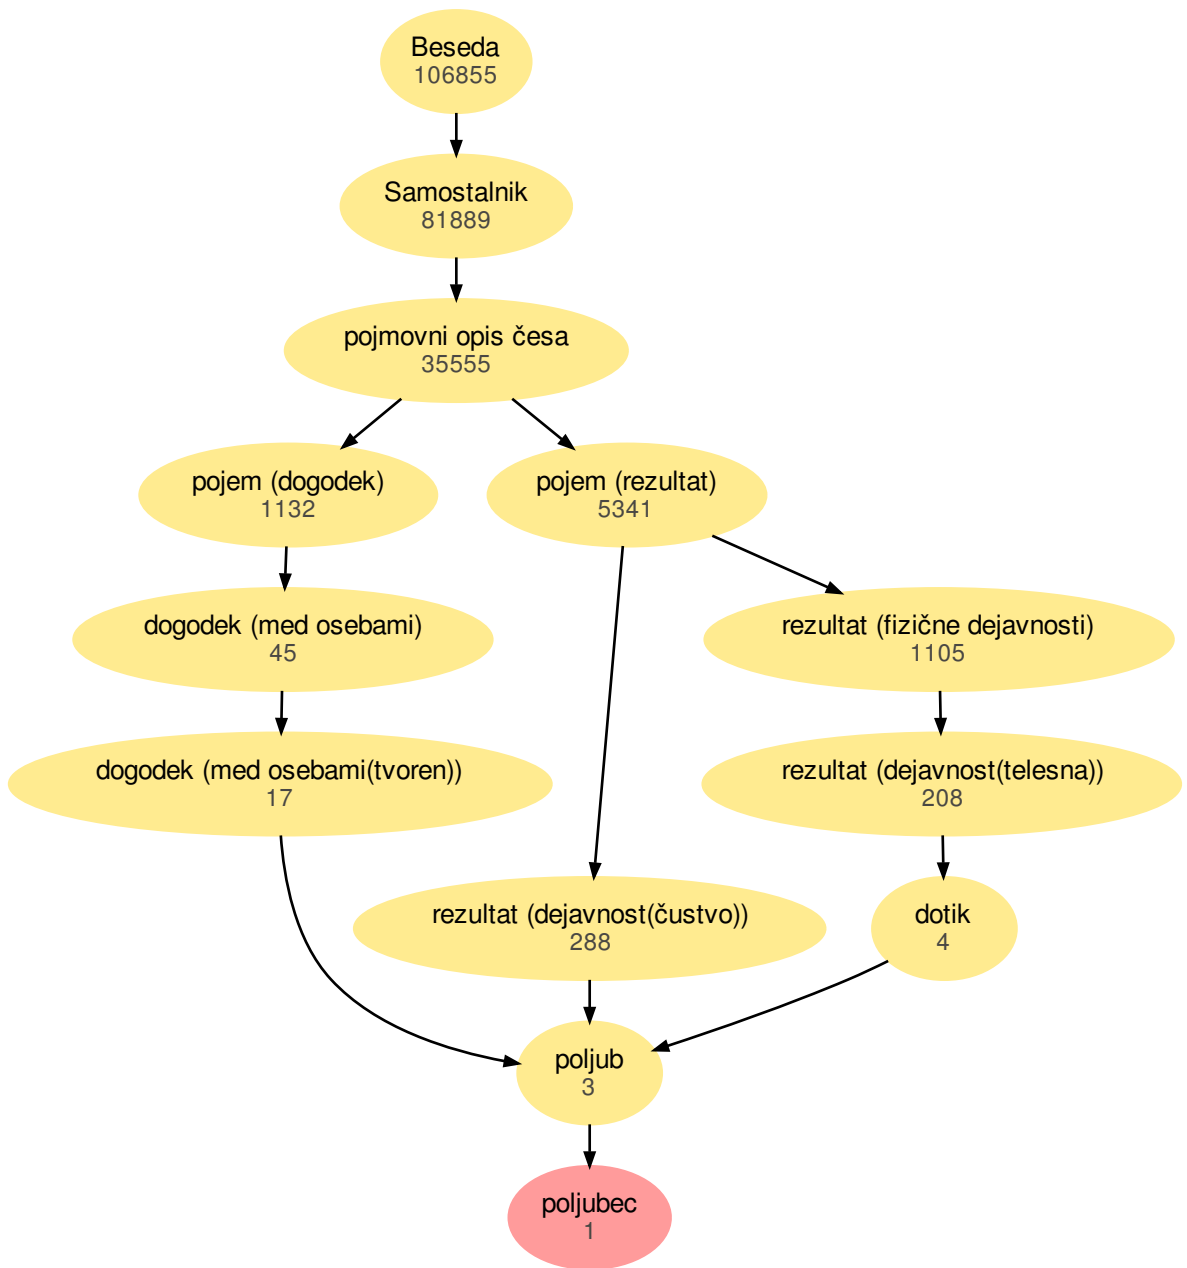 Beseda
106855
Samostalnik
81889
pojmovni opis česa
35555
pojem (dogodek)
1132
pojem (rezultat)
5341
dogodek (med osebami)
45
rezultat (fizične dejavnosti)
1105
dogodek (med osebami(tvoren))
17
rezultat (dejavnost(telesna))
208
rezultat (dejavnost(čustvo))
288
dotik
4
poljub
3
poljubec
1